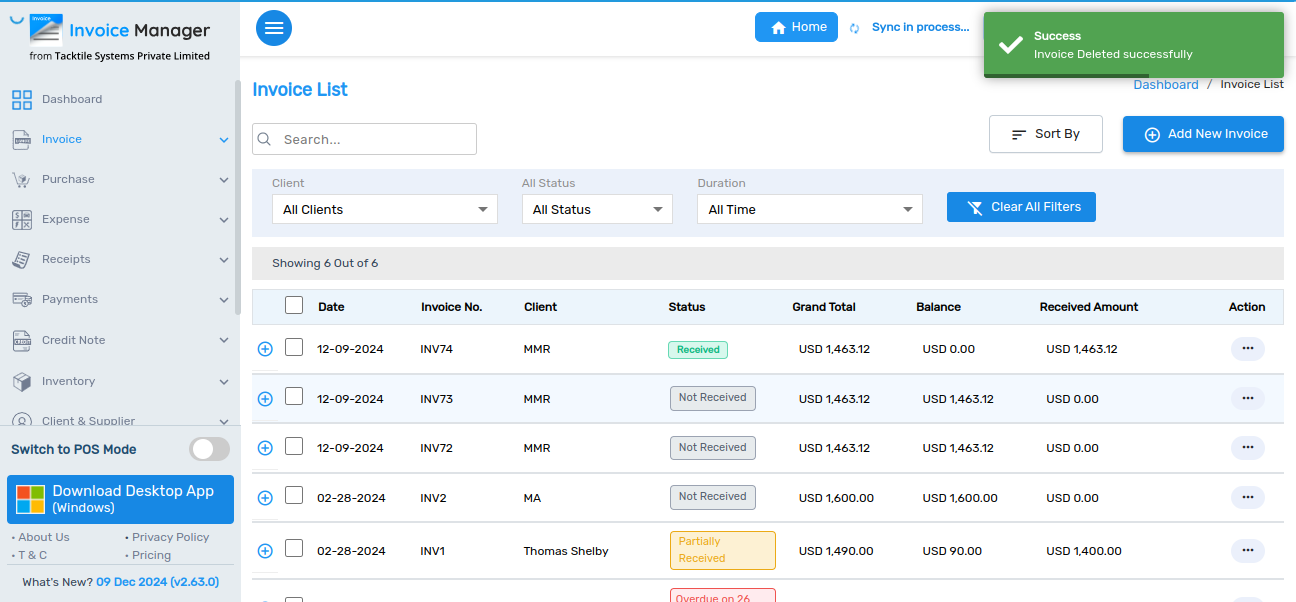 Invoice
Invoice Manager
from Tacktile Systems Private Limited
Dashboard
Invoice
Purchase
Expense
Receipts
Payments
Credit Note
Inventory
Client & Supplier
Switch to POS Mode
Download Desktop App
(Windows)
• About Us • Privacy Policy
• T & C • Pricing
What's New? 09 Dec 2024 (v2.63.0)
Home
Sync in process...
Success
Invoice Deleted successfully
Invoice List
Dashboard / Invoice List
Search...
Sort By
Add New Invoice
Client All Status Duration
All Clients All Status All Time Clear All Filters
Showing 6 Out of 6
Date Invoice No. Client Status Grand Total Balance Received Amount Action
12-09-2024 INV74 MMR Received USD 1,463.12 USD 0.00 USD 1,463.12
12-09-2024 INV73 MMR Not Received USD 1,463.12 USD 1,463.12 USD 0.00
12-09-2024 INV72 MMR Not Received USD 1,463.12 USD 1,463.12 USD 0.00
02-28-2024 INV2 MA Not Received USD 1,600.00 USD 1,600.00 USD 0.00
02-28-2024 INV1 Thomas Shelby Partially Received USD 1,490.00 USD 90.00 USD 1,400.00
Overdue on 26